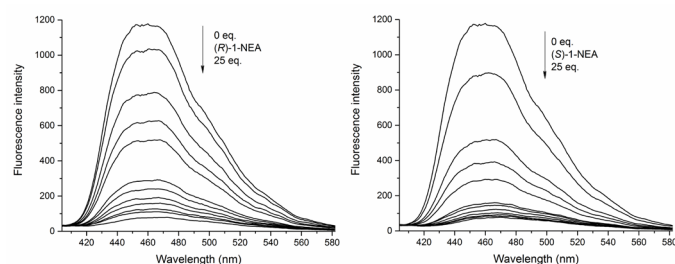 1200
1000
800
600
400
200
0
Fluorescence intensity
0 eq.
(R)-1-NEA
25 eq.
420 440 460 480 500 520 540 560 580
Wavelength (nm)
1200
1000
800
600
400
200
0
Fluorescence intensity
0 eq.
(S)-1-NEA
25 eq.
420 440 460 480 500 520 540 560 580
Wavelength (nm)